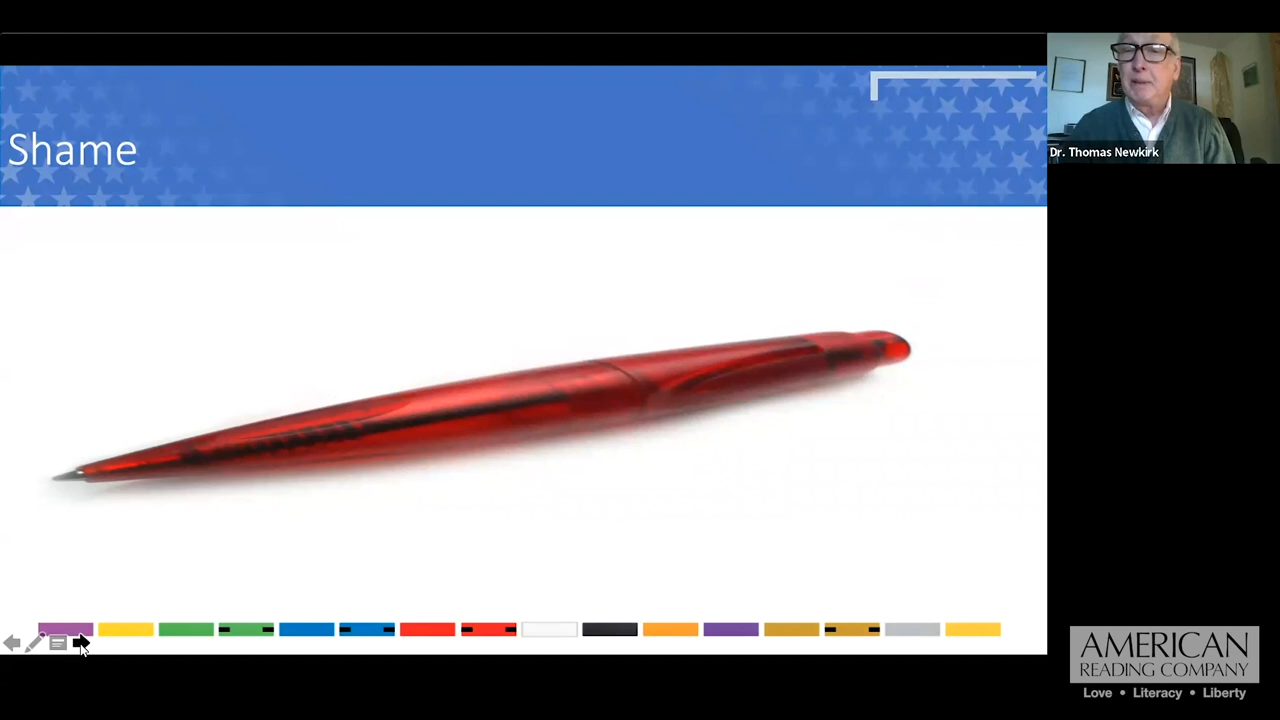 Shame
Dr. Thomas Newkirk
AMERICAN
READING COMPANY
Love • Literacy • Liberty